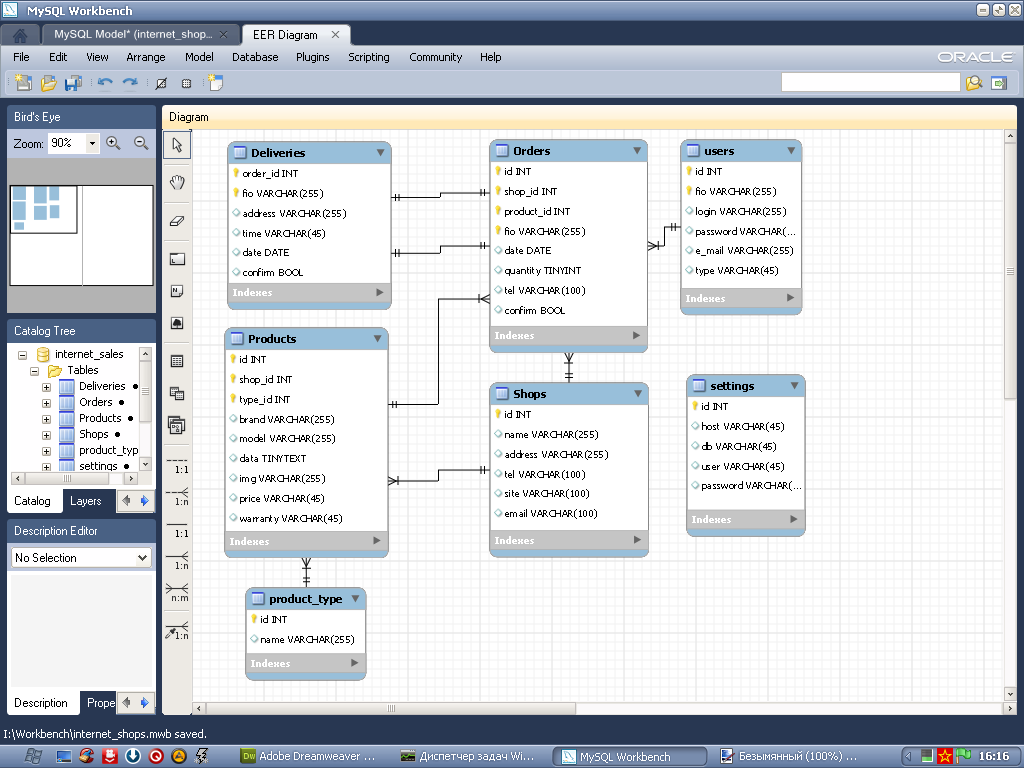 MySQL Workbench
MySQL Model* (internet_shop...
EER Diagram
File Edit View Arrange Model Database Plugins Scripting Community Help
ORACLE
Bird's Eye
Zoom: 90%
Catalog Tree
internet_sales
Tables
Deliveries
Orders
Products
Shops
product_typ
settings
Catalog Layers
Description Editor
No Selection
Description Prope
Diagram
1:1
1:n
1:1
1:n
n:m
1:n
Deliveries
order_id INT
fio VARCHAR(255)
address VARCHAR(255)
time VARCHAR(45)
date DATE
confirm BOOL
Indexes
Orders
id INT
shop_id INT
product_id INT
fio VARCHAR(255)
date DATE
quantity TINYINT
tel VARCHAR(100)
confirm BOOL
Indexes
users
id INT
fio VARCHAR(255)
login VARCHAR(255)
password VARCHAR(...
e_mail VARCHAR(255)
type VARCHAR(45)
Indexes
Products
id INT
shop_id INT
type_id INT
brand VARCHAR(255)
model VARCHAR(255)
data TINYTEXT
img VARCHAR(255)
price VARCHAR(45)
warranty VARCHAR(45)
Indexes
Shops
id INT
name VARCHAR(255)
address VARCHAR(255)
tel VARCHAR(100)
site VARCHAR(100)
email VARCHAR(100)
Indexes
settings
id INT
host VARCHAR(45)
db VARCHAR(45)
user VARCHAR(45)
password VARCHAR(...
Indexes
product_type
id INT
name VARCHAR(255)
Indexes
I:\Workbench\internet_shops.mwb saved.
Dw Adobe Dreamweaver ...
Диспетчер задач Wi...
MySQL Workbench
Безымянный (100%) ...
16:16